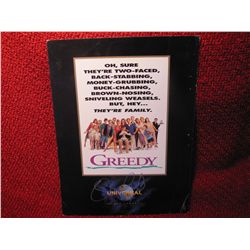 OH, SURE
THEY'RE TWO-FACED,
BACK-STABBING,
MONEY-GRUBBING,
BUCK-CHASING,
BROWN-NOSING,
SNIVELING WEASELS.
BUT, HEY...
THEY'RE FAMILY.
GREEDY
UNIVERSAL